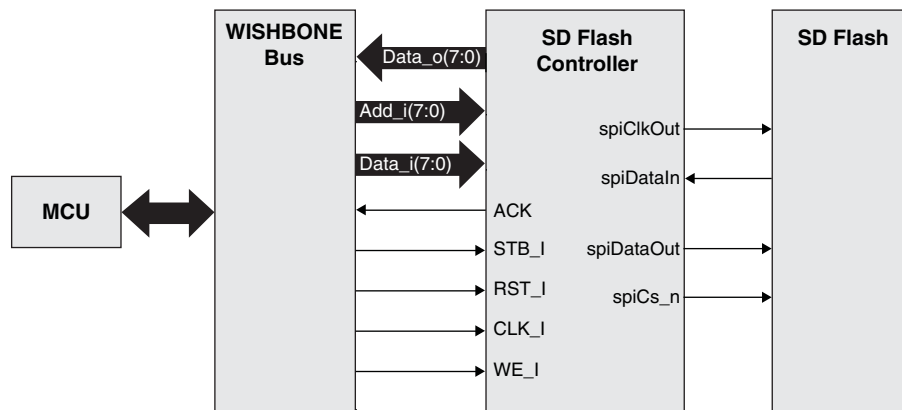 WISHBONE
Bus
SD Flash
Controller
SD Flash
Data_o(7:0)
Add_i(7:0)
Data_i(7:0)
MCU
ACK
STB_I
RST_I
CLK_I
WE_I
spiClkOut
spiDataIn
spiDataOut
spiCs_n